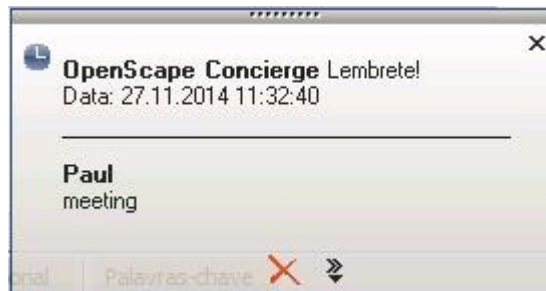 OpenScape Concierge Lembrete!
Data: 27.11.2014 11:32:40
Paul
meeting
Palavras-chave